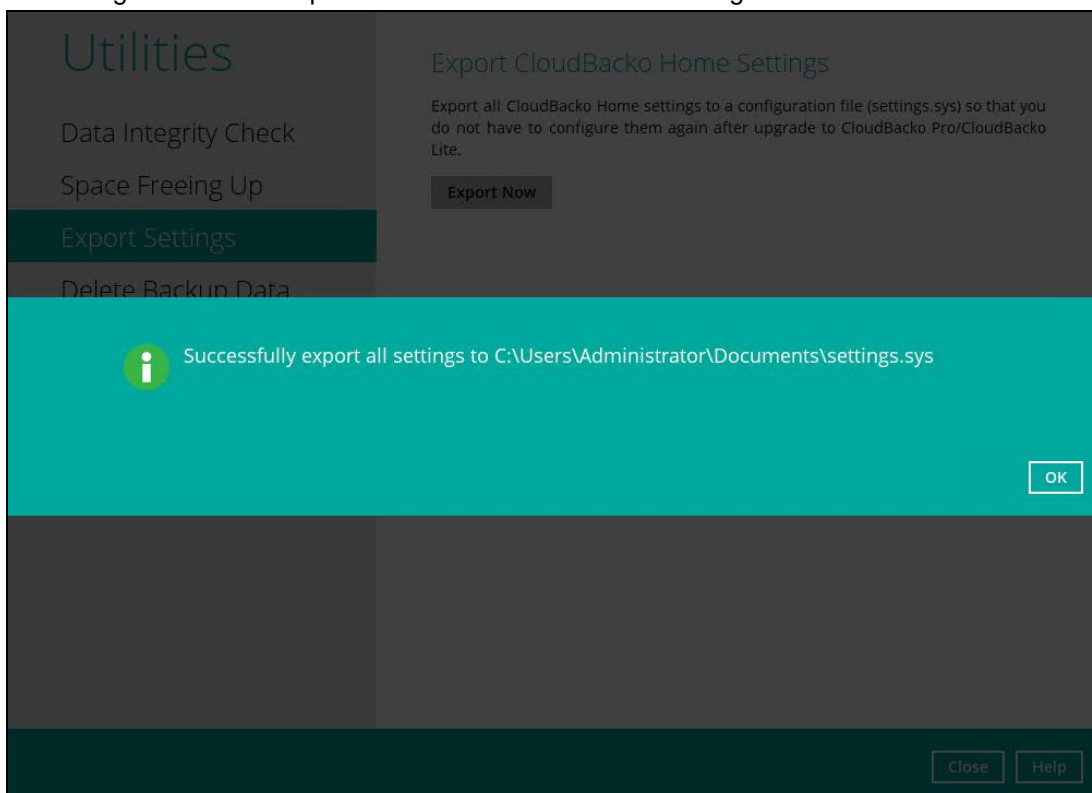 Utilities
Data Integrity Check
Space Freeing Up
Export Settings
Delete Backup Data
Export CloudBacko Home Settings
Export all CloudBacko Home settings to a configuration file (settings.sys) so that you
do not have to configure them again after upgrade to CloudBacko Pro/CloudBacko
Lite.
Export Now
Successfully export all settings to C:\Users\Administrator\Documents\settings.sys
OK
Close Help